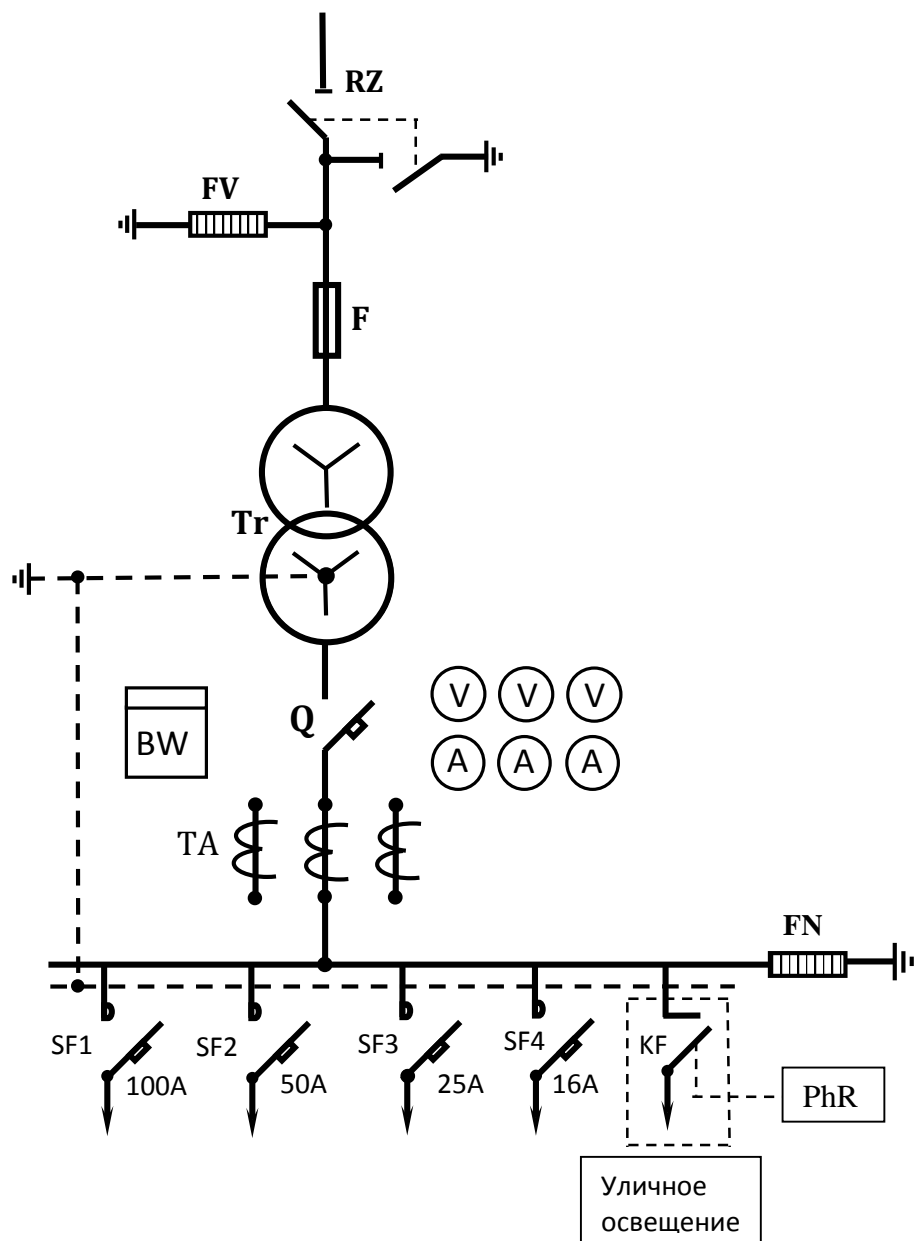 RZ
FV
F
Tr
Q
V V V
BW
A A A
TA
FN
SF1 SF2 SF3 SF4 KF
100A 50A 25A 16A
PhR
Уличное
освещение